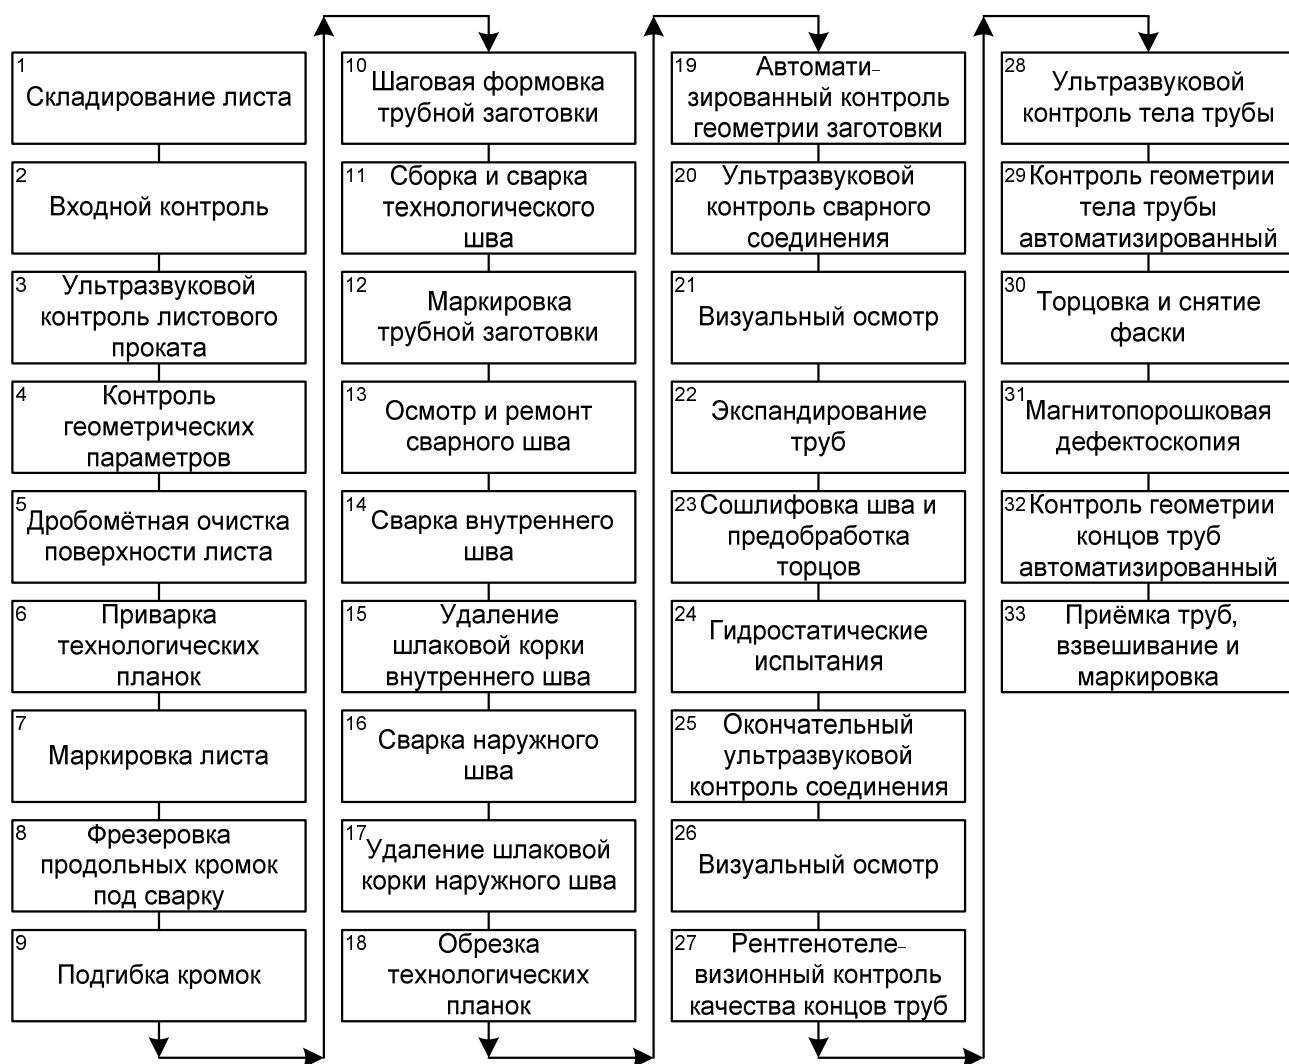 1
Складирование листа
2
Входной контроль
3
Ультразвуковой
контроль листового
проката
4
Контроль
геометрических
параметров
5
Дробомётная очистка
поверхности листа
6
Приварка
технологических
планок
7
Маркировка листа
8
Фрезеровка
продольных кромок
под сварку
9
Подгибка кромок
10
Шаговая формовка
трубной заготовки
11
Сборка и сварка
технологического
шва
12
Маркировка
трубной заготовки
13
Осмотр и ремонт
сварного шва
14
Сварка внутреннего
шва
15
Удаление
шлаковой корки
внутреннего шва
16
Сварка наружного
шва
17
Удаление шлаковой
корки наружного шва
18
Обрезка
технологических
планок
19
Автомати-
зированный контроль
геометрии заготовки
20
Ультразвуковой
контроль сварного
соединения
21
Визуальный осмотр
22
Экспандирование
труб
23
Сошлифовка шва и
предобработка
торцов
24
Гидростатические
испытания
25
Окончательный
ультразвуковой
контроль соединения
26
Визуальный осмотр
27
Рентгенотеле-
визионный контроль
качества концов труб
28
Ультразвуковой
контроль тела трубы
29
Контроль геометрии
тела трубы
автоматизированный
30
Торцовка и снятие
фаски
31
Магнитопорошковая
дефектоскопия
32
Контроль геометрии
концов труб
автоматизированный
33
Приёмка труб,
взвешивание и
маркировка